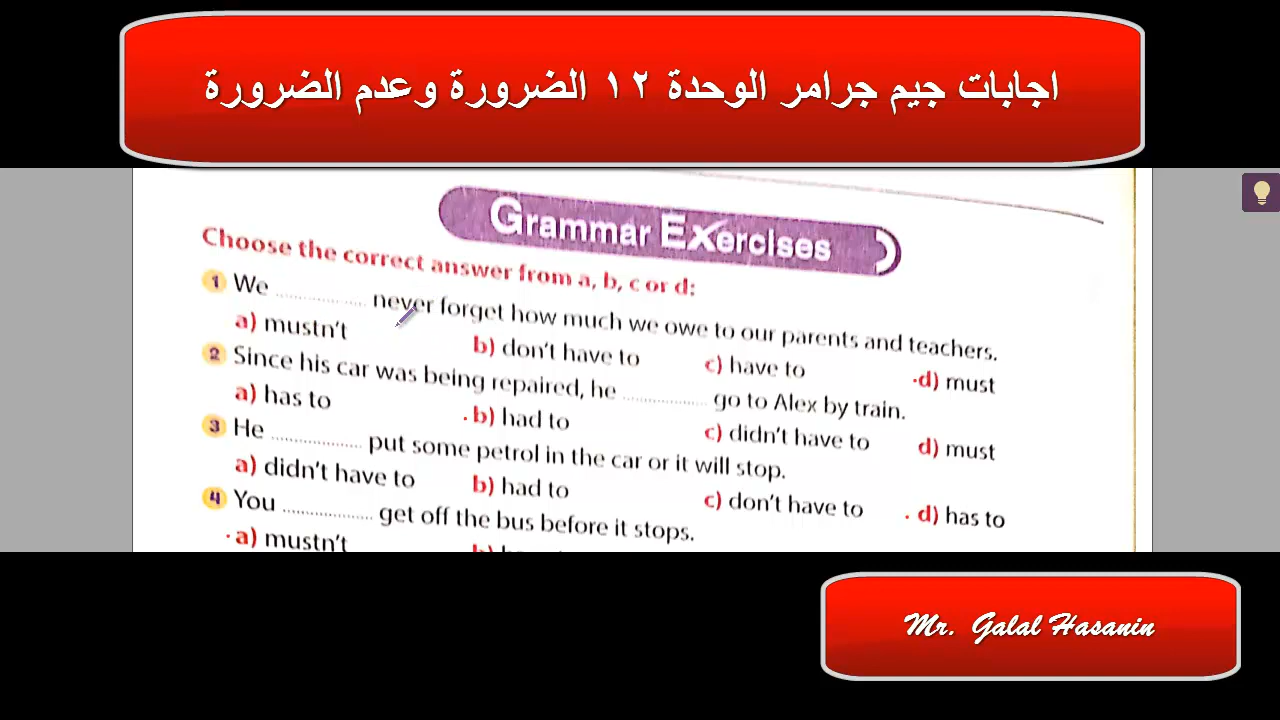 اجابات جيم جرامر الوحدة ١٢ الضرورة وعدم الضرورة
Grammar Exercises
Choose the correct answer from a, b, c or d:
1 We .................. never forget how much we owe to our parents and teachers.
a) mustn't b) don't have to c) have to d) must
2 Since his car was being repaired, he .................. go to Alex by train.
a) has to b) had to c) didn't have to d) must
3 He .................. put some petrol in the car or it will stop.
a) didn't have to b) had to c) don't have to d) has to
4 You .................. get off the bus before it stops.
a) mustn't
Mr. Galal Hasanin